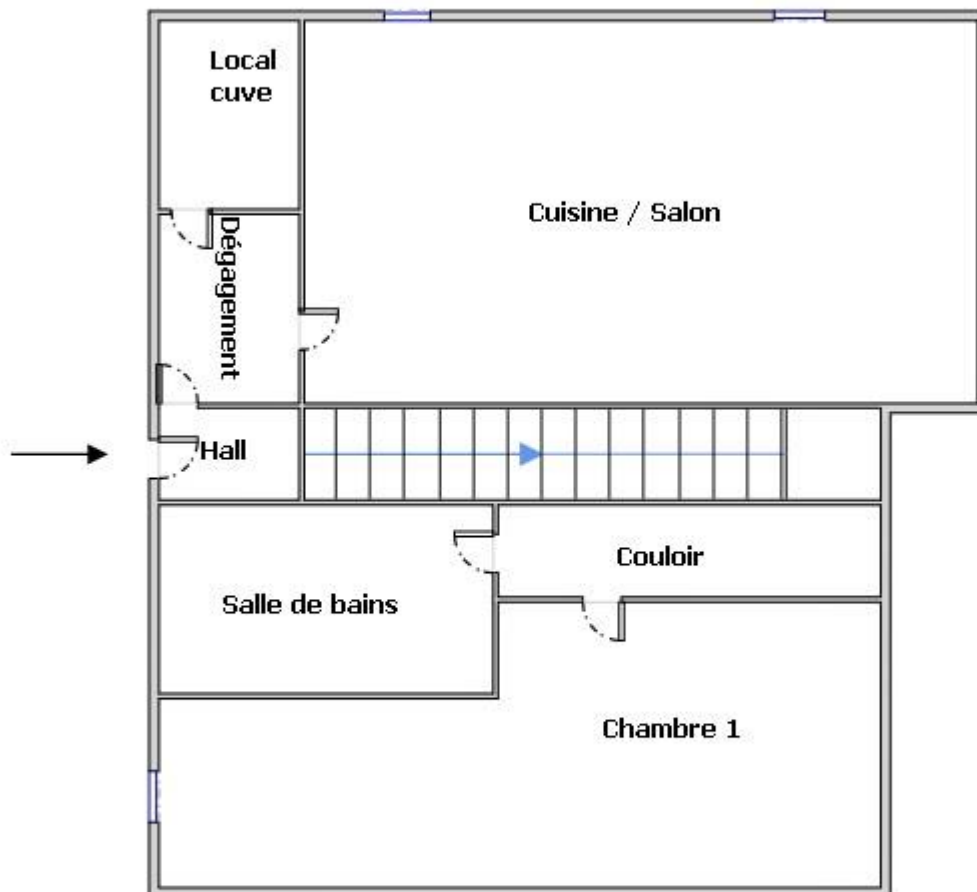 Local
cuve
Cuisine / Salon
Dégagement
Hall
Couloir
Salle de bains
Chambre 1